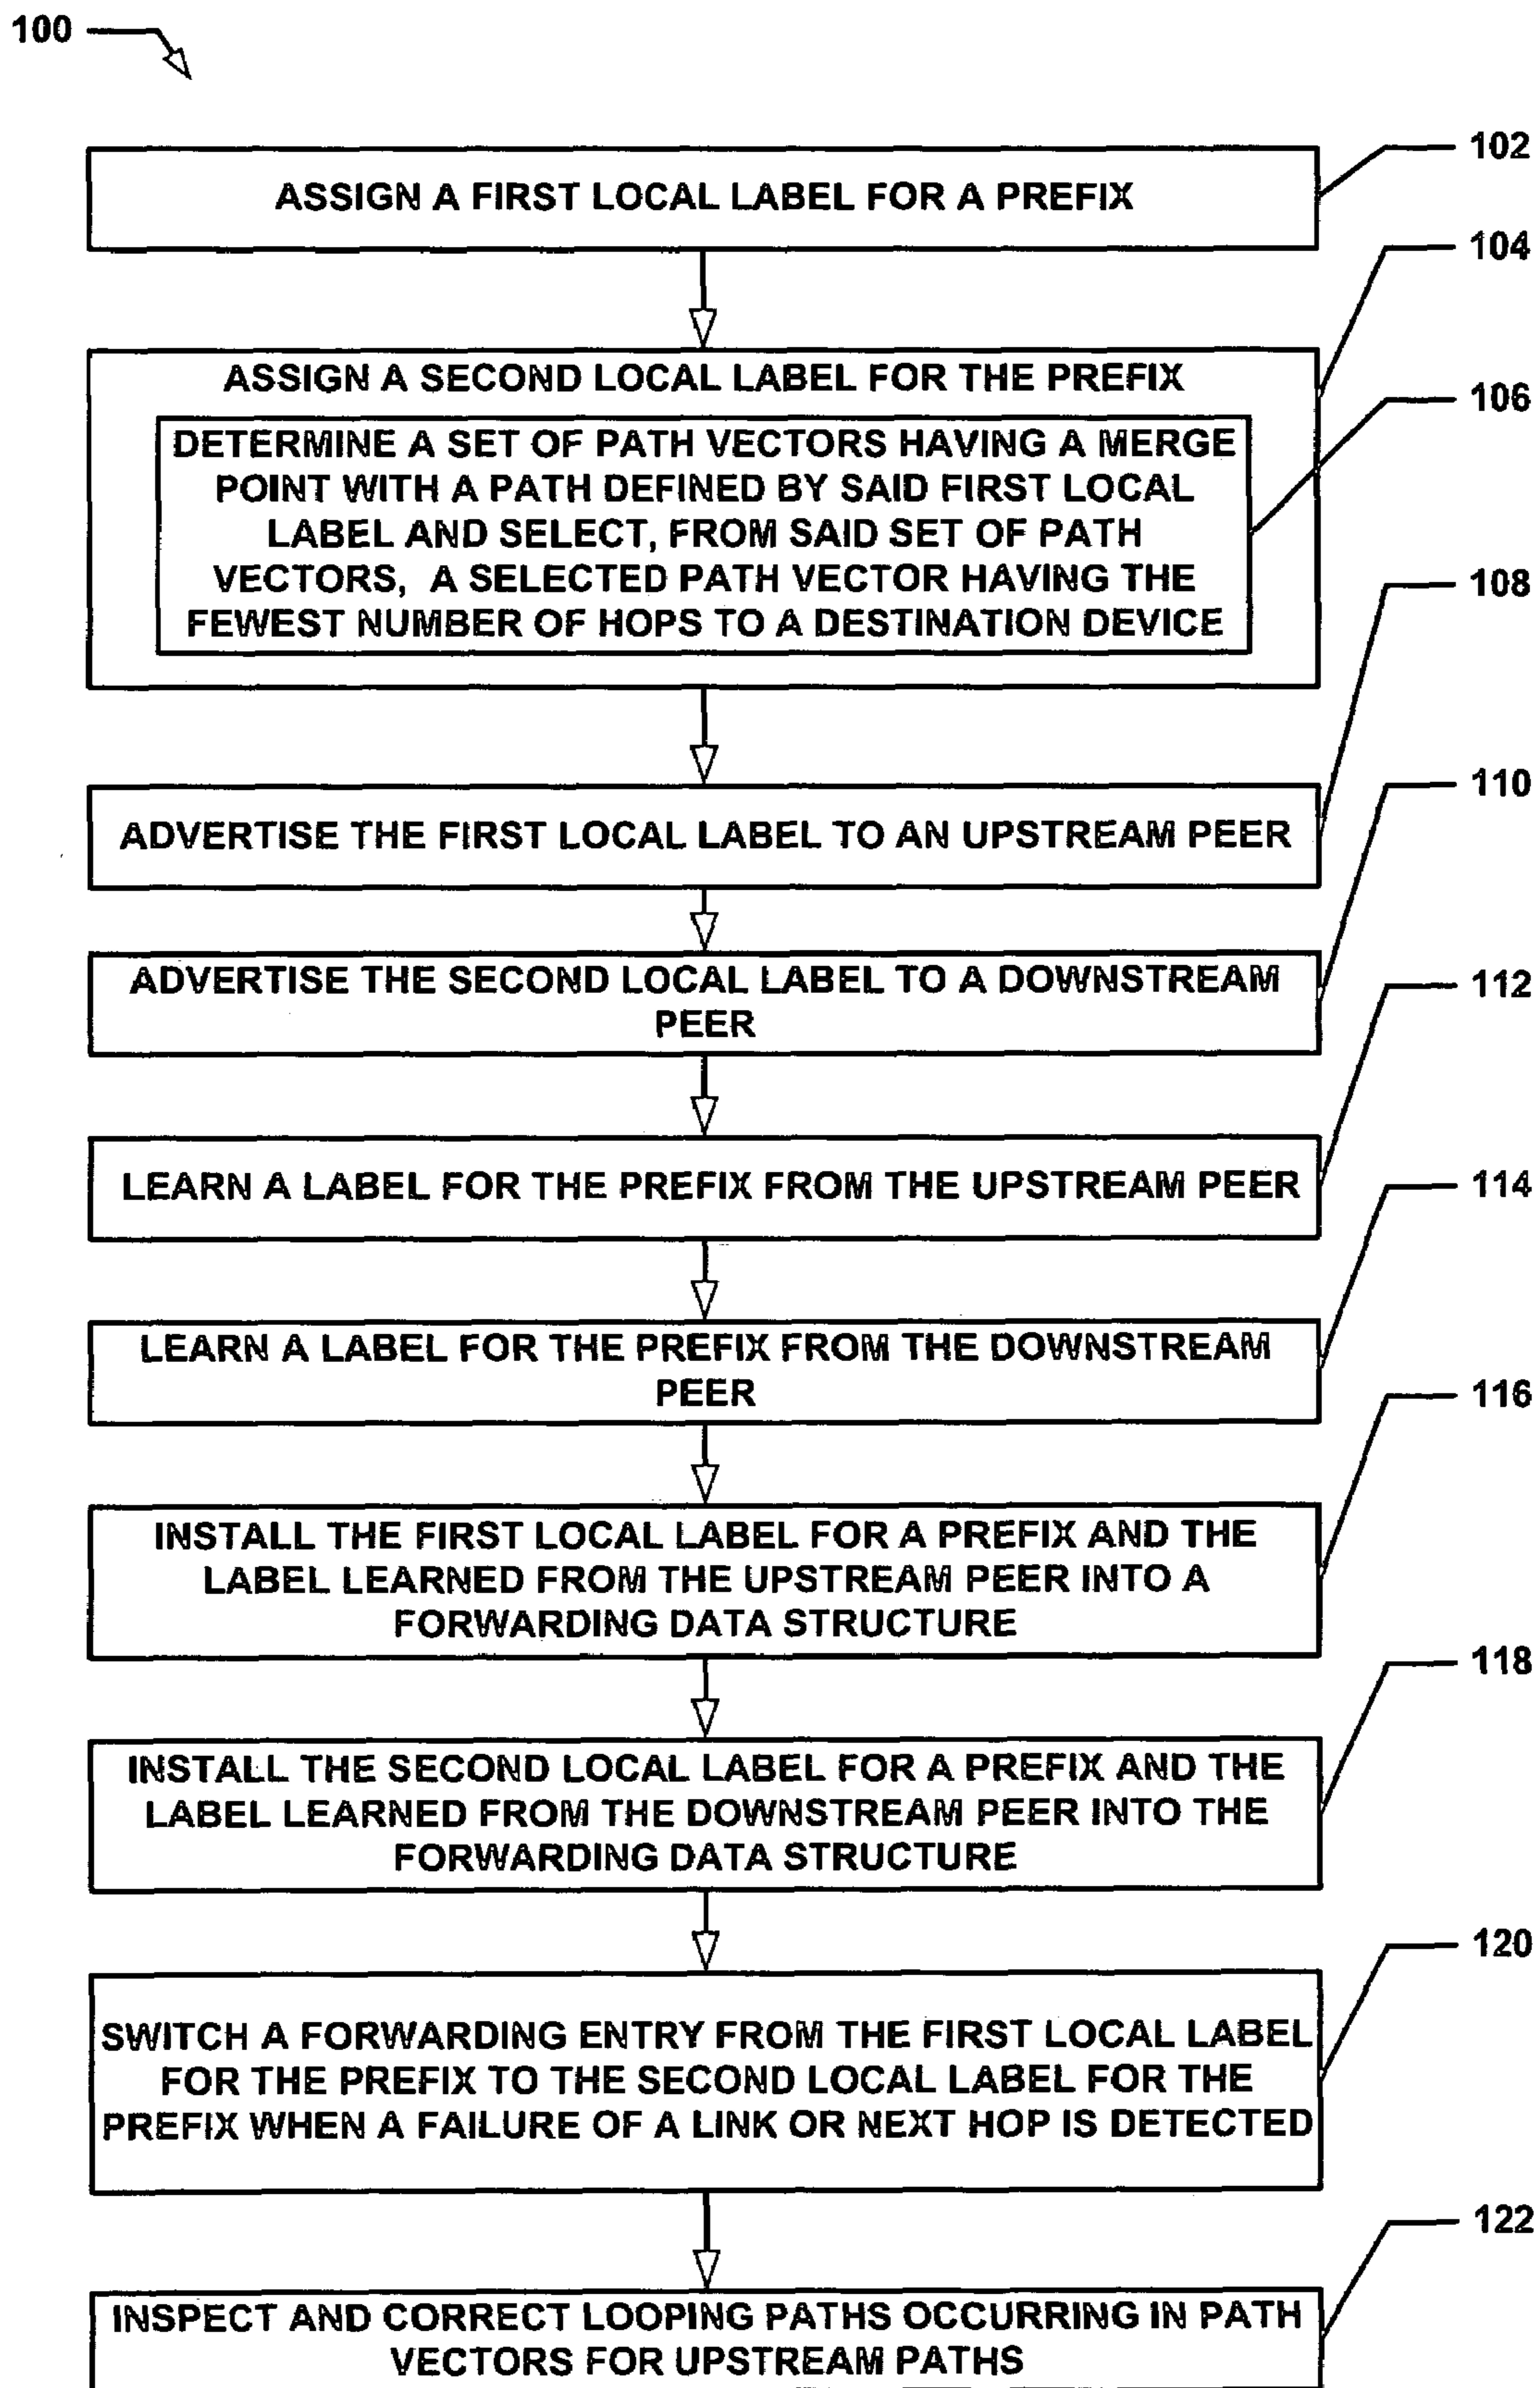 100
102
ASSIGN A FIRST LOCAL LABEL FOR A PREFIX
104
ASSIGN A SECOND LOCAL LABEL FOR THE PREFIX
106
DETERMINE A SET OF PATH VECTORS HAVING A MERGE
POINT WITH A PATH DEFINED BY SAID FIRST LOCAL
LABEL AND SELECT, FROM SAID SET OF PATH
VECTORS, A SELECTED PATH VECTOR HAVING THE
FEWEST NUMBER OF HOPS TO A DESTINATION DEVICE
108
ADVERTISE THE FIRST LOCAL LABEL TO AN UPSTREAM PEER
110
ADVERTISE THE SECOND LOCAL LABEL TO A DOWNSTREAM
PEER
112
LEARN A LABEL FOR THE PREFIX FROM THE UPSTREAM PEER
114
LEARN A LABEL FOR THE PREFIX FROM THE DOWNSTREAM
PEER
116
INSTALL THE FIRST LOCAL LABEL FOR A PREFIX AND THE
LABEL LEARNED FROM THE UPSTREAM PEER INTO A
FORWARDING DATA STRUCTURE
118
INSTALL THE SECOND LOCAL LABEL FOR A PREFIX AND THE
LABEL LEARNED FROM THE DOWNSTREAM PEER INTO THE
FORWARDING DATA STRUCTURE
120
SWITCH A FORWARDING ENTRY FROM THE FIRST LOCAL LABEL
FOR THE PREFIX TO THE SECOND LOCAL LABEL FOR THE
PREFIX WHEN A FAILURE OF A LINK OR NEXT HOP IS DETECTED
122
INSPECT AND CORRECT LOOPING PATHS OCCURRING IN PATH
VECTORS FOR UPSTREAM PATHS